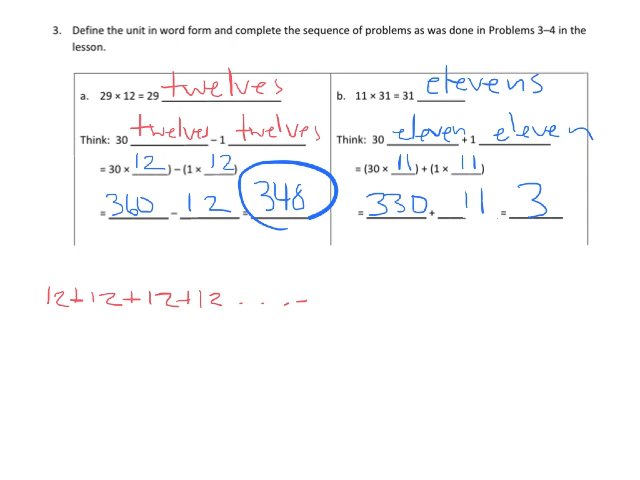 3. Define the unit in word form and complete the sequence of problems as was done in Problems 3–4 in the
lesson.
a. 29 × 12 = 29 twelves
Think: 30 twelves – 1 twelves
= 30 × 12) – (1 × 12)
= 360 – 12 = 348
b. 11 × 31 = 31 elevens
Think: 30 eleven + 1 eleven
= (30 × 11) + (1 × 11)
= 330 + 11 = 3
12+12+12+12 . . . . –